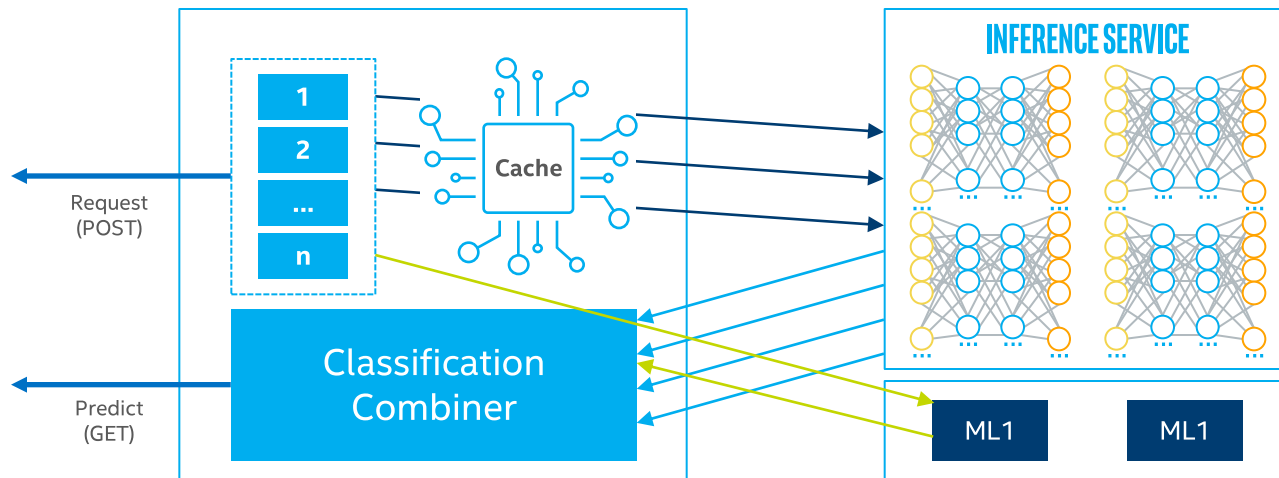 INFERENCE SERVICE
1
2
...
n
Cache
Request
(POST)
Classification
Combiner
Predict
(GET)
ML1
ML1